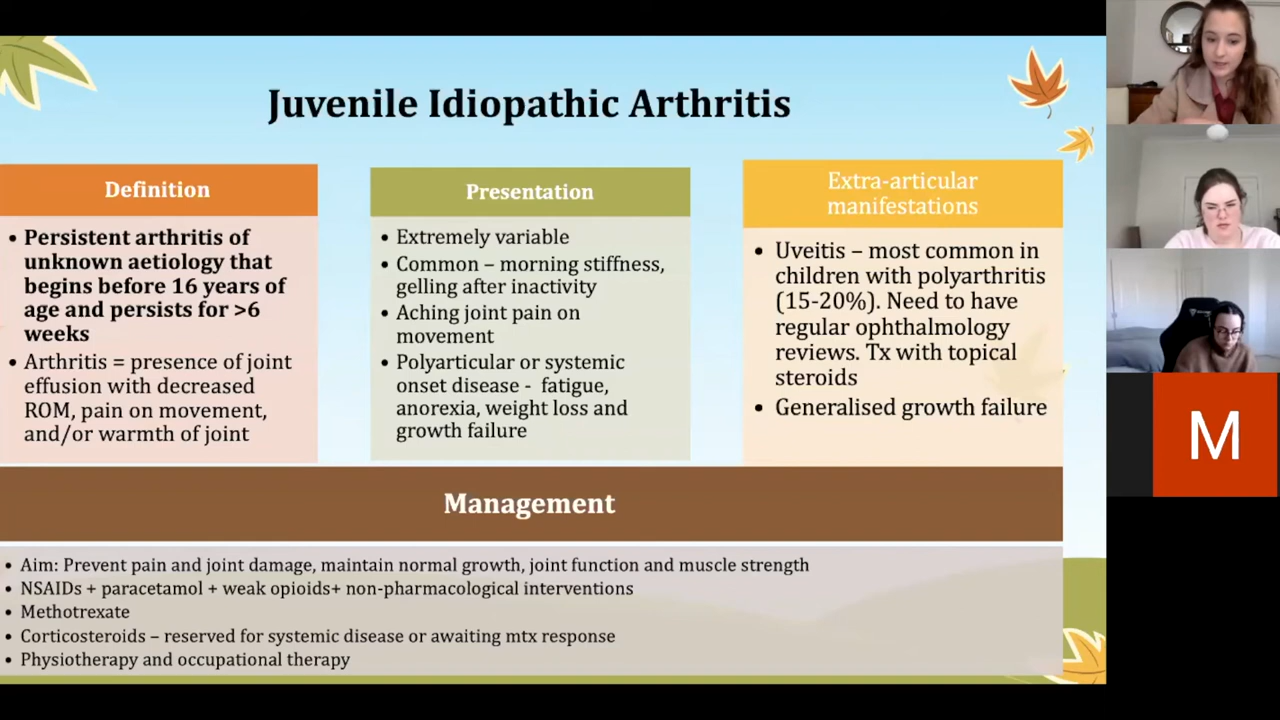 Juvenile Idiopathic Arthritis
Definition
• Persistent arthritis of
unknown aetiology that
begins before 16 years of
age and persists for >6
weeks
• Arthritis = presence of joint
effusion with decreased
ROM, pain on movement,
and/or warmth of joint
Presentation
• Extremely variable
• Common – morning stiffness,
gelling after inactivity
• Aching joint pain on
movement
• Polyarticular or systemic
onset disease - fatigue,
anorexia, weight loss and
growth failure
Extra-articular
manifestations
• Uveitis – most common in
children with polyarthritis
(15-20%). Need to have
regular ophthalmology
reviews. Tx with topical
steroids
• Generalised growth failure
Management
• Aim: Prevent pain and joint damage, maintain normal growth, joint function and muscle strength
• NSAIDs + paracetamol + weak opioids+ non-pharmacological interventions
• Methotrexate
• Corticosteroids – reserved for systemic disease or awaiting mtx response
• Physiotherapy and occupational therapy
M